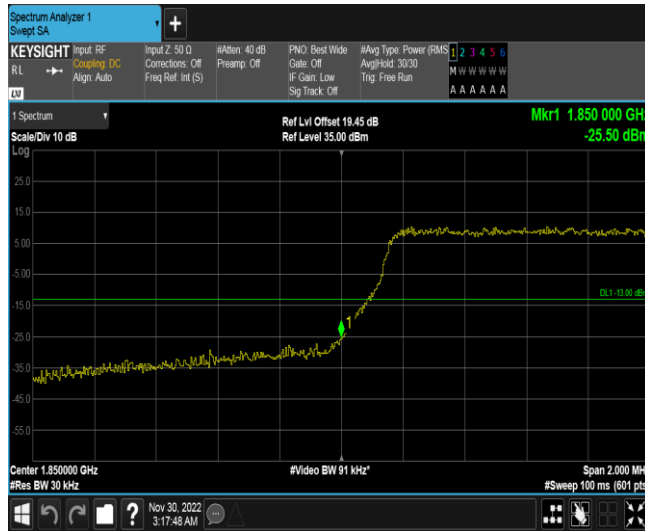 Spectrum Analyzer 1
Swept SA
+
KEYSIGHT Input: RF Input Z: 50 Ω #Atten: 40 dB PNO: Best Wide #Avg Type: Power (RMS 1 2 3 4 5 6
RL Coupling: DC Corrections: Off Preamp: Off Gate: Off Avg|Hold: 30/30 M W W W W W
Align: Auto Freq Ref: Int (S) IF Gain: Low Trig: Free Run
Sig Track: Off A A A A A A
LXI
1 Spectrum Ref Lvl Offset 19.45 dB Mkr1 1.850 000 GH
Scale/Div 10 dB Ref Level 35.00 dBm -25.50 dBm
Log
25.0
15.0
5.00
-5.00
DL1 -13.00 dB
-15.0
1
-25.0
-35.0
-45.0
-55.0
Center 1.850000 GHz #Video BW 91 kHz* Span 2.000 MH
#Res BW 30 kHz #Sweep 100 ms (601 pts
? Nov 30, 2022
3:17:48 AM